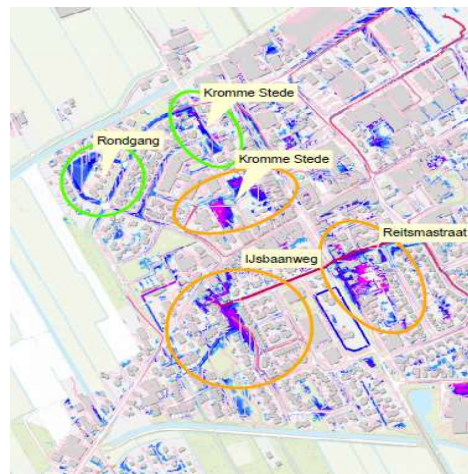 Kromme Stede
Rondgang
Kromme Stede
Reitsmastraat
IJsbaanweg